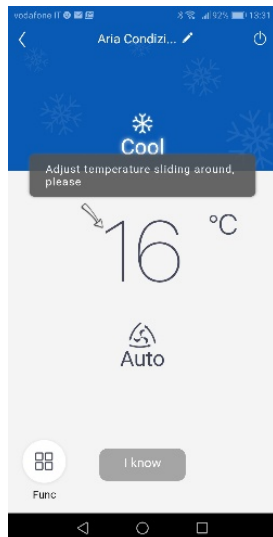 vodafone IT 92% 13:31
Aria Condizi...
Cool
Adjust temperature sliding around,
please
16 °C
Auto
I know
Func